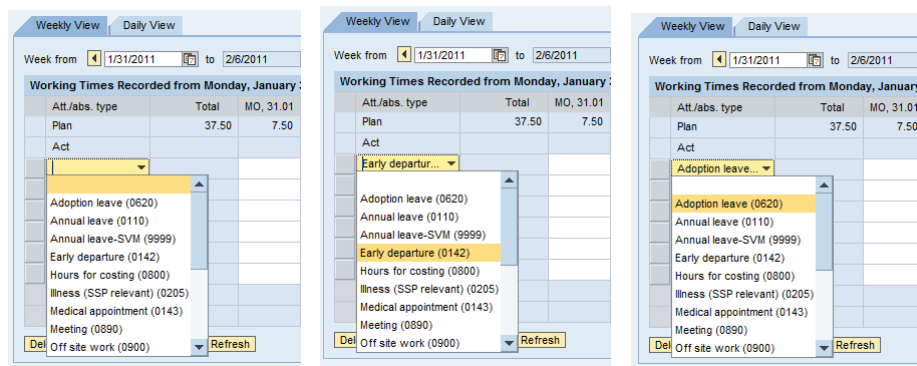 Weekly View Daily View
Week from 1/31/2011 to 2/6/2011
Working Times Recorded from Monday, January
Att./abs. type Total MO, 31.01
Plan 37.50 7.50
Act
Adoption leave (0620)
Annual leave (0110)
Annual leave-SVM (9999)
Early departure (0142)
Hours for costing (0800)
Illness (SSP relevant) (0205)
Medical appointment (0143)
Meeting (0890)
Off site work (0900)
Refresh
Weekly View Daily View
Week from 1/31/2011 to 2/6/2011
Working Times Recorded from Monday, January
Att./abs. type Total MO, 31.01
Plan 37.50 7.50
Act
Early departur...
Adoption leave (0620)
Annual leave (0110)
Annual leave-SVM (9999)
Early departure (0142)
Hours for costing (0800)
Illness (SSP relevant) (0205)
Medical appointment (0143)
Meeting (0890)
Off site work (0900)
Refresh
Weekly View Daily View
Week from 1/31/2011 to 2/6/2011
Working Times Recorded from Monday, January
Att./abs. type Total MO, 31.01
Plan 37.50 7.50
Act
Adoption leave...
Adoption leave (0620)
Annual leave (0110)
Annual leave-SVM (9999)
Early departure (0142)
Hours for costing (0800)
Illness (SSP relevant) (0205)
Medical appointment (0143)
Meeting (0890)
Off site work (0900)
Refresh